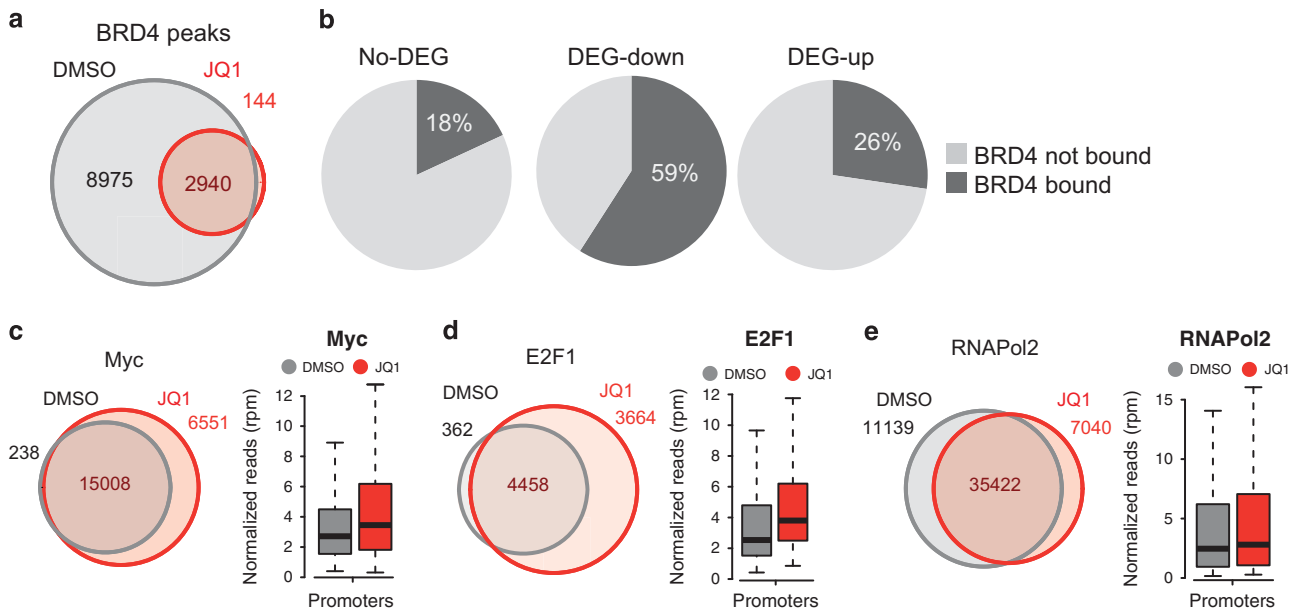 a
BRD4 peaks
DMSO
JQ1
144
8975
2940
b
No-DEG
DEG-down
DEG-up
18%
59%
26%
BRD4 not bound
BRD4 bound
c
Myc
DMSO
JQ1
6551
238
15008
Myc
DMSO
JQ1
Normalized reads (rpm)
12
10
8
6
4
2
0
Promoters
d
E2F1
DMSO
JQ1
362
3664
4458
E2F1
DMSO
JQ1
Normalized reads (rpm)
12
10
8
6
4
2
0
Promoters
e
RNAPol2
DMSO
JQ1
11139
7040
35422
RNAPol2
DMSO
JQ1
Normalized reads (rpm)
15
10
5
0
Promoters